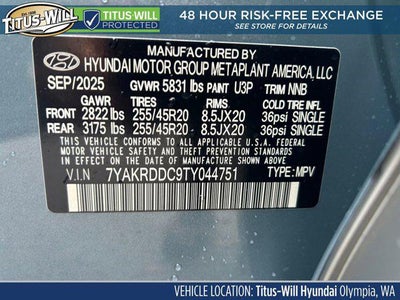 TITUS-WILL
TITUS-WILL
PROTECTED
48 HOUR RISK-FREE EXCHANGE
SEE STORE FOR DETAILS
MANUFACTURED BY
HYUNDAI MOTOR GROUP METAPLANT AMERICA, LLC
SEP/2025 GVWR 5831 lbs PAINT U3P TRIM NNB
GAWR TIRES RIMS COLD TIRE INFL
FRONT 2822 lbs 255/45R20 8.5JX20 36psi SINGLE
REAR 3175 lbs 255/45R20 8.5JX20 36psi SINGLE
THIS VEHICLE CONFORMS TO ALL APPLICABLE U.S.A. FEDERAL
MOTOR VEHICLE SAFETY, BUMPER, AND THEFT PREVENTION STANDARDS
IN EFFECT ON THE DATE OF MANUFACTURE SHOWN ABOVE.
V.I.N 7YAKRDDC9TY044751 TYPE: MPV
VEHICLE LOCATION: Titus-Will Hyundai Olympia, WA